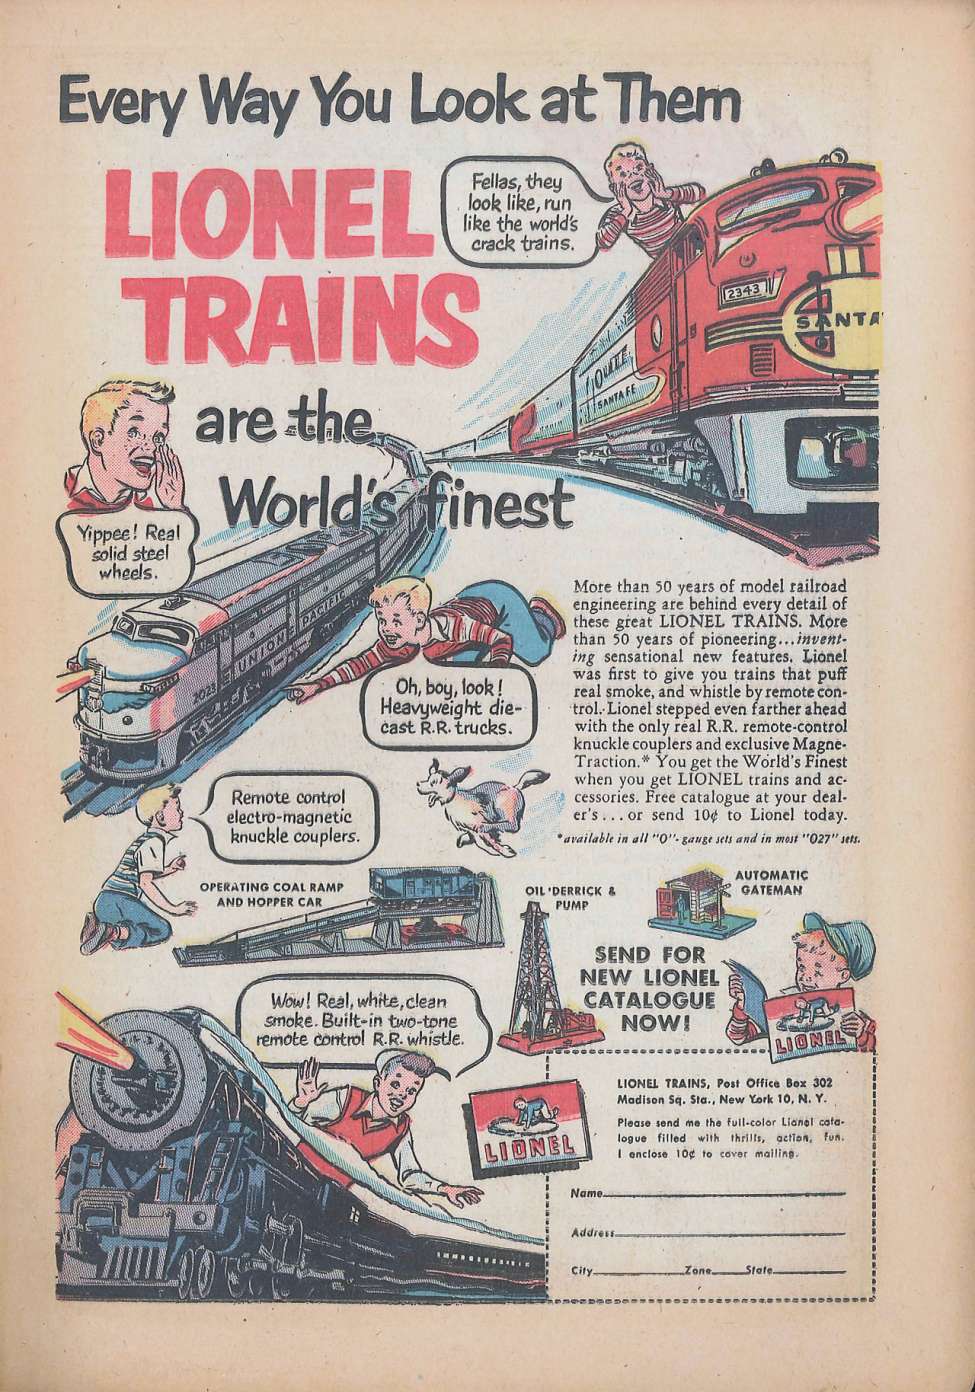 Every Way You Look at Them
LIONEL
TRAINS
are the
World's finest
Fellas, they
look like, run
like the world's
crack trains.
2343
SANTA
ROUTE
SANTA FE
Yippee! Real
solid steel
wheels.
2023
UNION PACIFIC
Oh, boy, look!
Heavyweight die-
cast R.R. trucks.
More than 50 years of model railroad
engineering are behind every detail of
these great LIONEL TRAINS. More
than 50 years of pioneering...invent-
ing sensational new features. Lionel
was first to give you trains that puff
real smoke, and whistle by remote con-
trol. Lionel stepped even farther ahead
with the only real R.R. remote-control
knuckle couplers and exclusive Magne-
Traction.* You get the World's Finest
when you get LIONEL trains and ac-
cessories. Free catalogue at your deal-
er's...or send 10¢ to Lionel today.
*available in all "O"-gauge sets and in most "027" sets.
Remote control
electro-magnetic
knuckle couplers.
OPERATING COAL RAMP
AND HOPPER CAR
OIL DERRICK &
PUMP
AUTOMATIC
GATEMAN
SEND FOR
NEW LIONEL
CATALOGUE
NOW!
LIONEL
Wow! Real, white, clean
smoke. Built-in two-tone
remote control R.R. whistle.
LIONEL
LIONEL TRAINS, Post Office Box 302
Madison Sq. Sta., New York 10, N. Y.
Please send me the full-color Lionel cata-
logue filled with thrills, action, fun.
I enclose 10¢ to cover mailing.
Name
Address
City Zone State